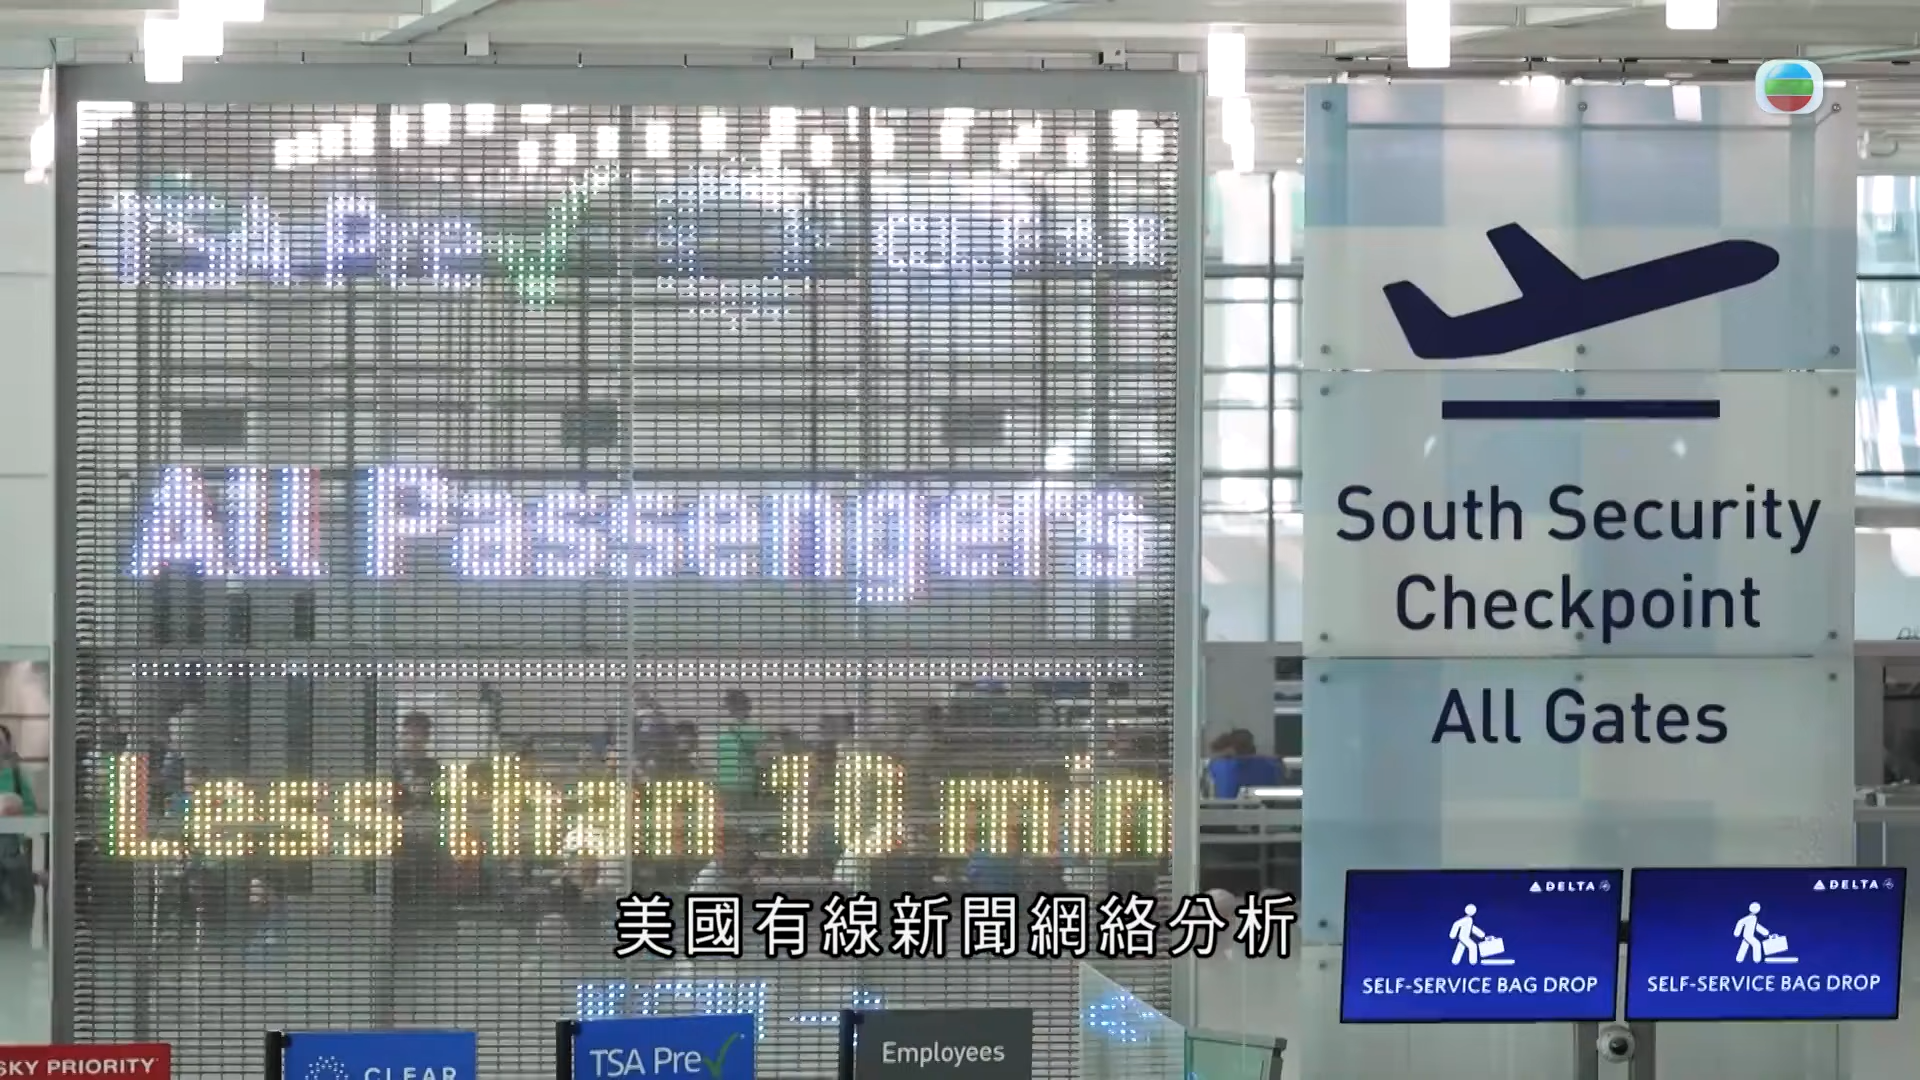 TSA Pre✓ CLEAR
All Passengers
Less than 10 min
South Security
Checkpoint
All Gates
DELTA
SELF-SERVICE BAG DROP
DELTA
SELF-SERVICE BAG DROP
美國有線新聞網絡分析
SKY PRIORITY
CLEAR
TSA Pre✓
Employees